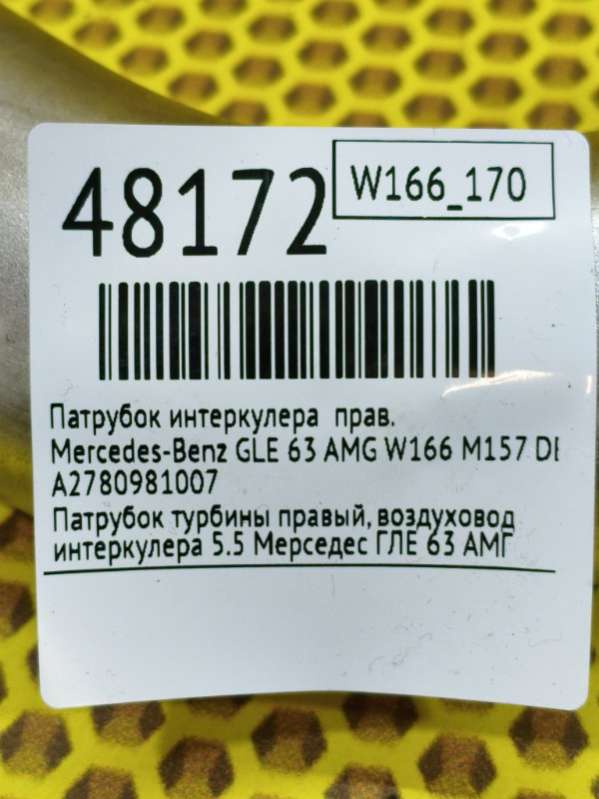 48172
W166_170
Патрубок интеркулера прав.
Mercedes-Benz GLE 63 AMG W166 M157 DE
A2780981007
Патрубок турбины правый, воздуховод
интеркулера 5.5 Мерседес ГЛЕ 63 АМГ